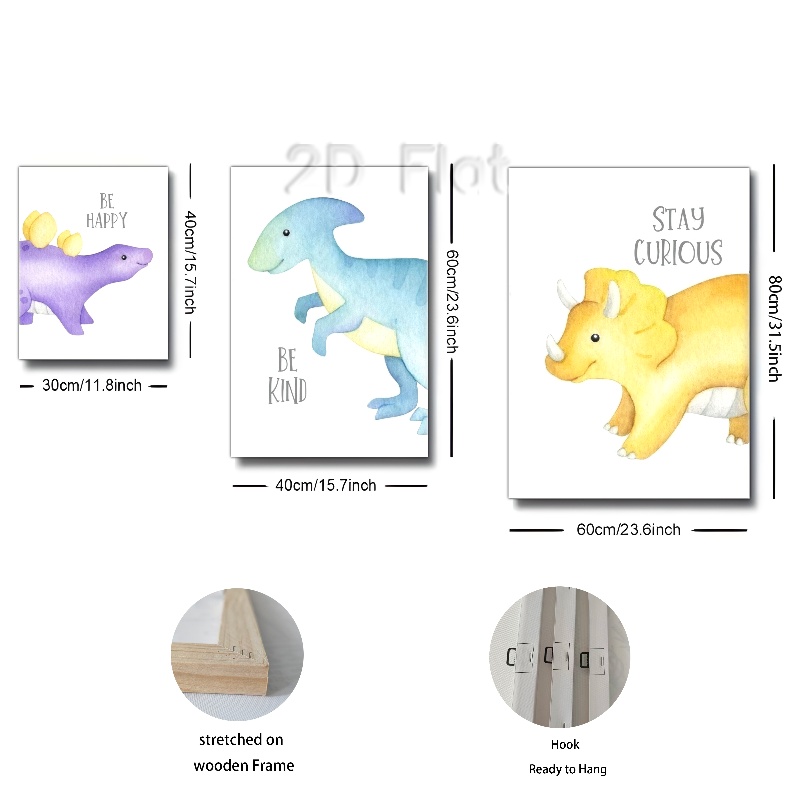 2D Flat
BE
HAPPY
40cm/15.7inch
30cm/11.8inch
BE
KIND
60cm/23.6inch
40cm/15.7inch
STAY
CURIOUS
80cm/31.5inch
60cm/23.6inch
stretched on
wooden Frame
Hook
Ready to Hang